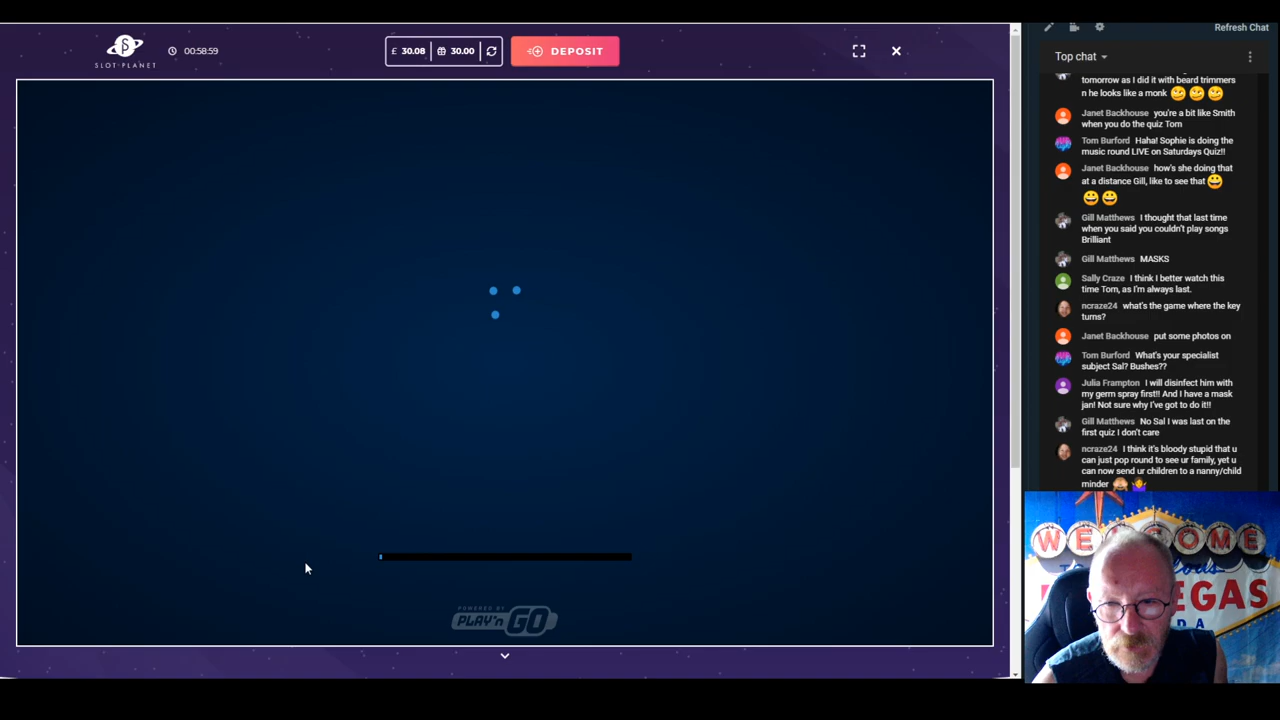 SLOT PLANET
00:58:59
£ 30.08
30.00
DEPOSIT
POWERED BY
PLAY'n GO
Refresh Chat
Top chat
tomorrow as I did it with beard trimmers
n he looks like a monk
Janet Backhouse you're a bit like Smith
when you do the quiz Tom
Tom Burford Haha! Sophie is doing the
music round LIVE on Saturdays Quiz!!
Janet Backhouse how's she doing that
at a distance Gill, like to see that
Gill Matthews I thought that last time
when you said you couldn't play songs
Brilliant
Gill Matthews MASKS
Sally Craze I think I better watch this
time Tom, as I'm always last.
ncraze24 what's the game where the key
turns?
Janet Backhouse put some photos on
Tom Burford What's your specialist
subject Sal? Bushes??
Julia Frampton I will disinfect him with
my germ spray first!! And I have a mask
jan! Not sure why I've got to do it!!
Gill Matthews No Sal I was last on the
first quiz I don't care
ncraze24 I think it's bloody stupid that u
can just pop round to see ur family, yet u
can now send ur children to a nanny/child
minder
WELCOME
EGAS